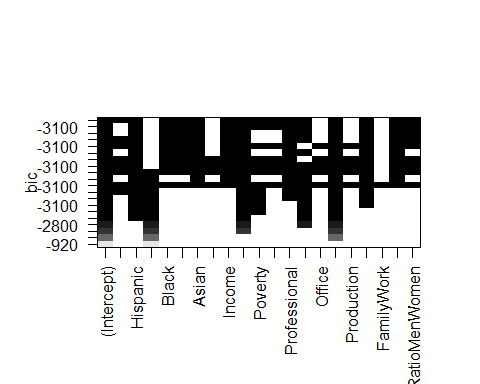 bic
-3100
-3100
-3100
-3100
-3100
-2800
-920
(Intercept)
Hispanic
Black
Asian
Income
Poverty
Professional
Office
Production
FamilyWork
RatioMenWomen